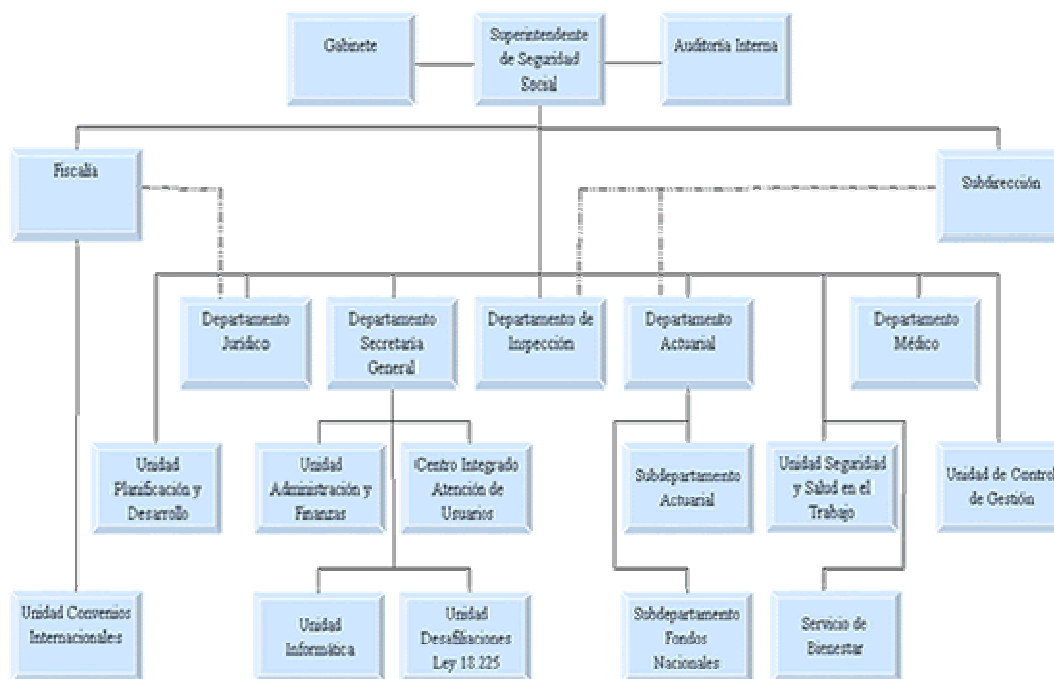 Gabinete
Superintendente
de Seguridad
Social
Auditoría Interna
Fiscalía
Subdirección
Departamento
Jurídico
Departamento
Secretaría
General
Departamento de
Inspección
Departamento
Actuarial
Departamento
Médico
Unidad
Planificación y
Desarrollo
Unidad
Administración y
Finanzas
Centro Integrado
Atención de
Usuarios
Subdepartamento
Actuarial
Unidad Seguridad
y Salud en el
Trabajo
Unidad de Control
de Gestión
Unidad Convenios
Internacionales
Unidad
Informática
Unidad
Desafiliaciones
Ley 18.225
Subdepartamento
Fondos
Nacionales
Servicio de
Bienestar